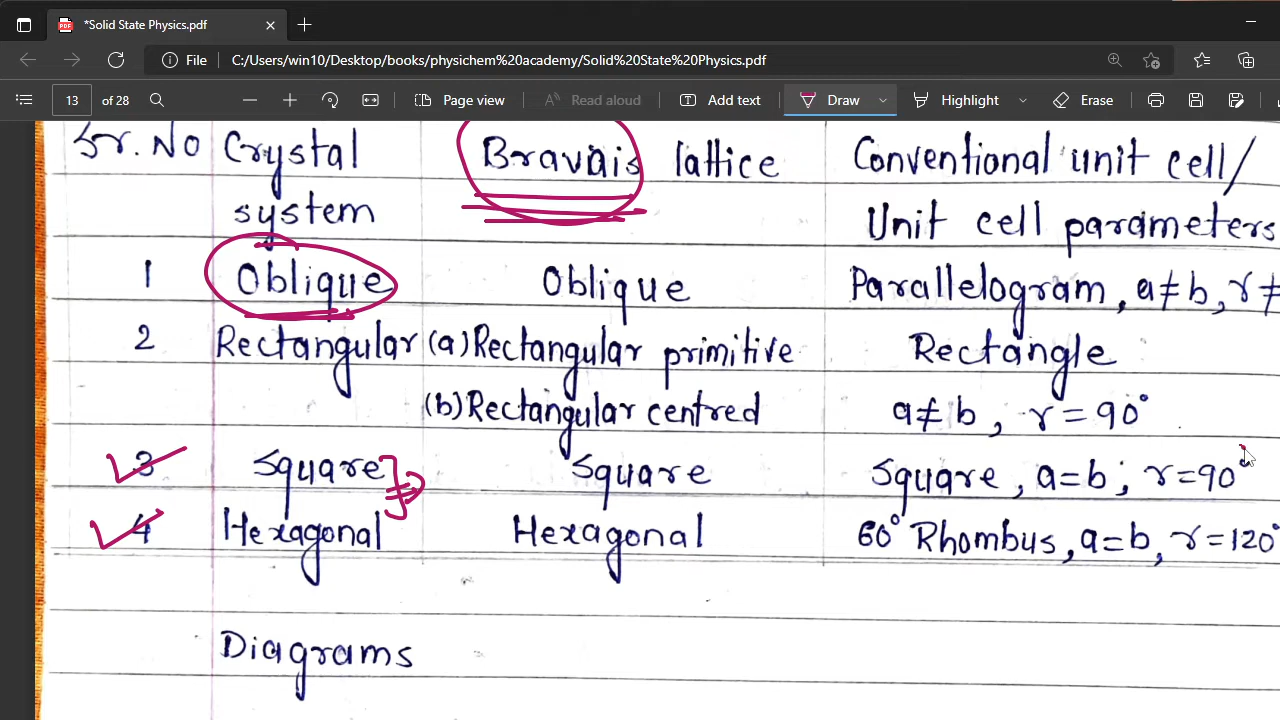 *Solid State Physics.pdf
File C:/Users/win10/Desktop/books/physichem%20academy/Solid%20State%20Physics.pdf
13 of 28 Page view Read aloud Add text Draw Highlight Erase
Sr. No Crystal system Bravais lattice Conventional unit cell/ Unit cell parameters
1 Oblique Oblique Parallelogram, a≠b, r≠
2 Rectangular (a) Rectangular primitive Rectangle
(b) Rectangular centred a≠b, r=90°
3 Square Square Square, a=b; r=90°
4 Hexagonal Hexagonal 60° Rhombus, a=b, r=120°
Diagrams